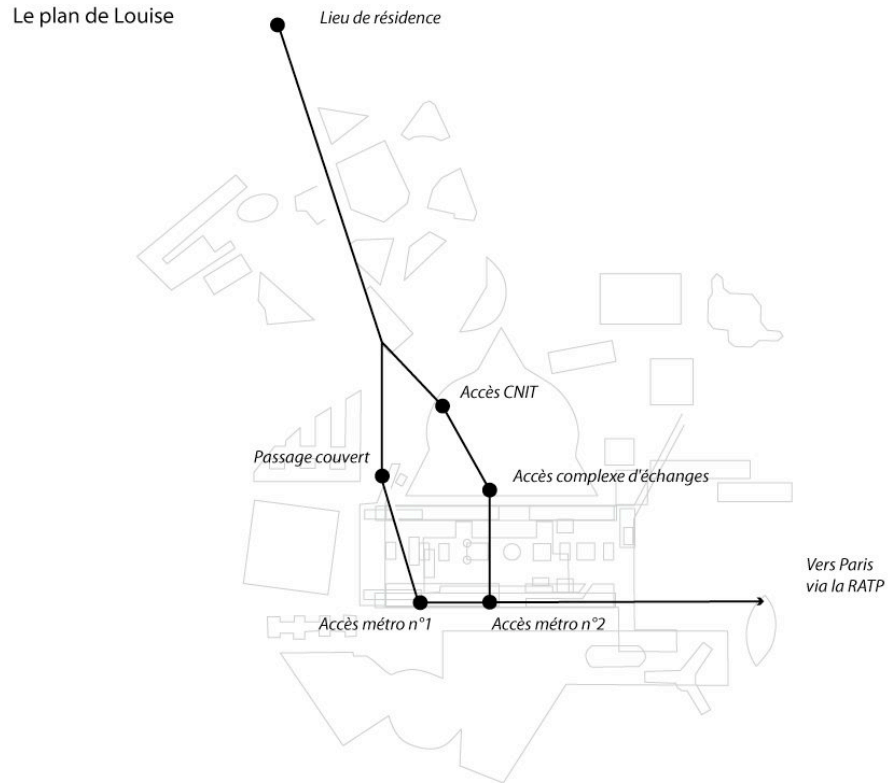 Le plan de Louise
Lieu de résidence
Accès CNIT
Passage couvert
Accès complexe d'échanges
Vers Paris
via la RATP
Accès métro n°1
Accès métro n°2